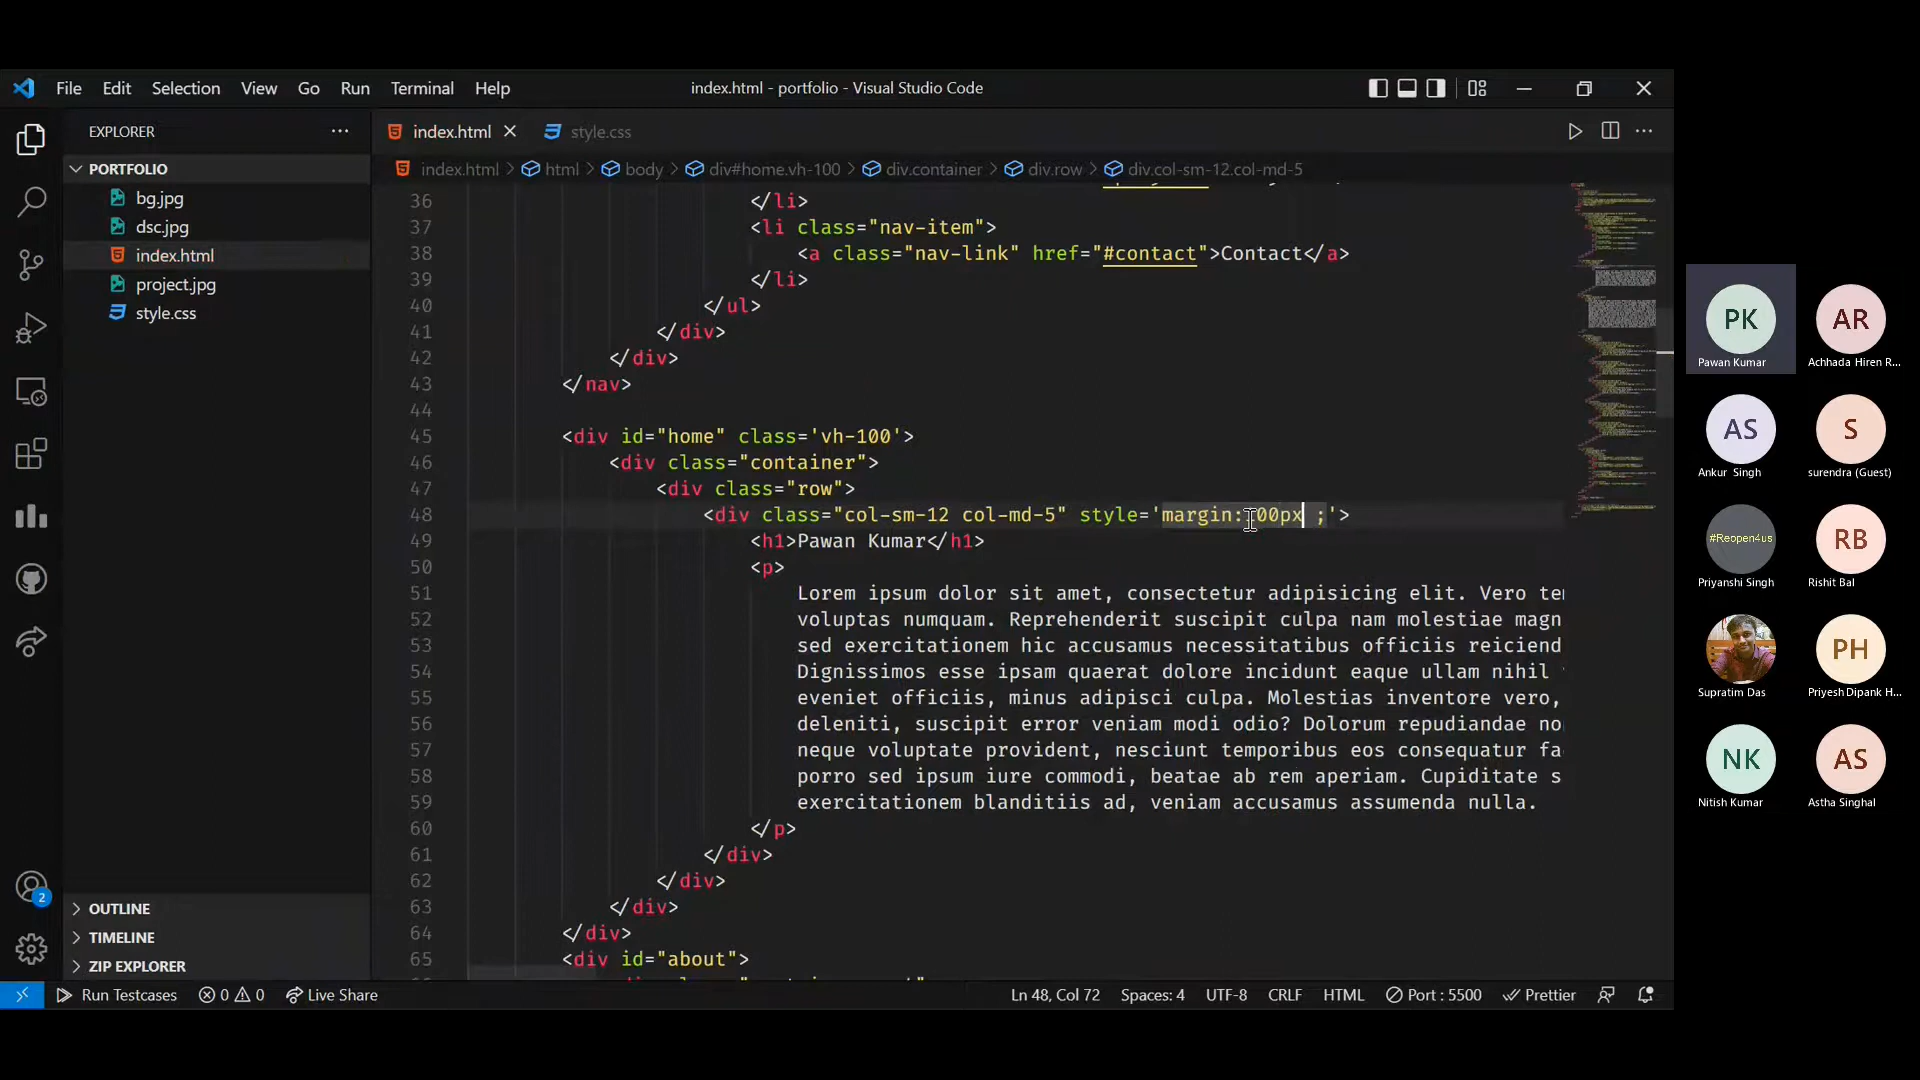 File Edit Selection View Go Run Terminal Help
index.html - portfolio - Visual Studio Code
EXPLORER
index.html
style.css
PORTFOLIO
index.html > html > body > div#home.vh-100 > div.container > div.row > div.col-sm-12.col-md-5
bg.jpg
dsc.jpg
index.html
project.jpg
style.css
36 </li>
37 <li class="nav-item">
38 <a class="nav-link" href="#contact">Contact</a>
39 </li>
40 </ul>
41 </div>
42 </div>
43 </nav>
44
45 <div id="home" class='vh-100'>
46 <div class="container">
47 <div class="row">
48 <div class="col-sm-12 col-md-5" style='margin:100px ;'>
49 <h1>Pawan Kumar</h1>
50 <p>
51 Lorem ipsum dolor sit amet, consectetur adipisicing elit. Vero
52 voluptas numquam. Reprehenderit suscipit culpa nam molestiae magn
53 sed exercitationem hic accusamus necessitatibus officiis reiciend
54 Dignissimos esse ipsam quaerat dolore incidunt eaque ullam nihil
55 eveniet officiis, minus adipisci culpa. Molestias inventore vero,
56 deleniti, suscipit error veniam modi odio? Dolorum repudiandae no
57 neque voluptate provident, nesciunt temporibus eos consequatur fa
58 porro sed ipsum iure commodi, beatae ab rem aperiam. Cupiditate s
59 exercitationem blanditiis ad, veniam accusamus assumenda nulla.
60 </p>
61 </div>
62 </div>
63 </div>
64 </div>
65 <div id="about">
OUTLINE
TIMELINE
ZIP EXPLORER
2
Run Testcases 0 0 Live Share
Ln 48, Col 72 Spaces: 4 UTF-8 CRLF HTML Port : 5500 Prettier
PK
Pawan Kumar
AR
Achhada Hiren R...
AS
Ankur Singh
S
surendra (Guest)
#Reopen4us
Priyanshi Singh
RB
Rishit Bal
Supratim Das
PH
Priyesh Dipank H...
NK
Nitish Kumar
AS
Astha Singhal